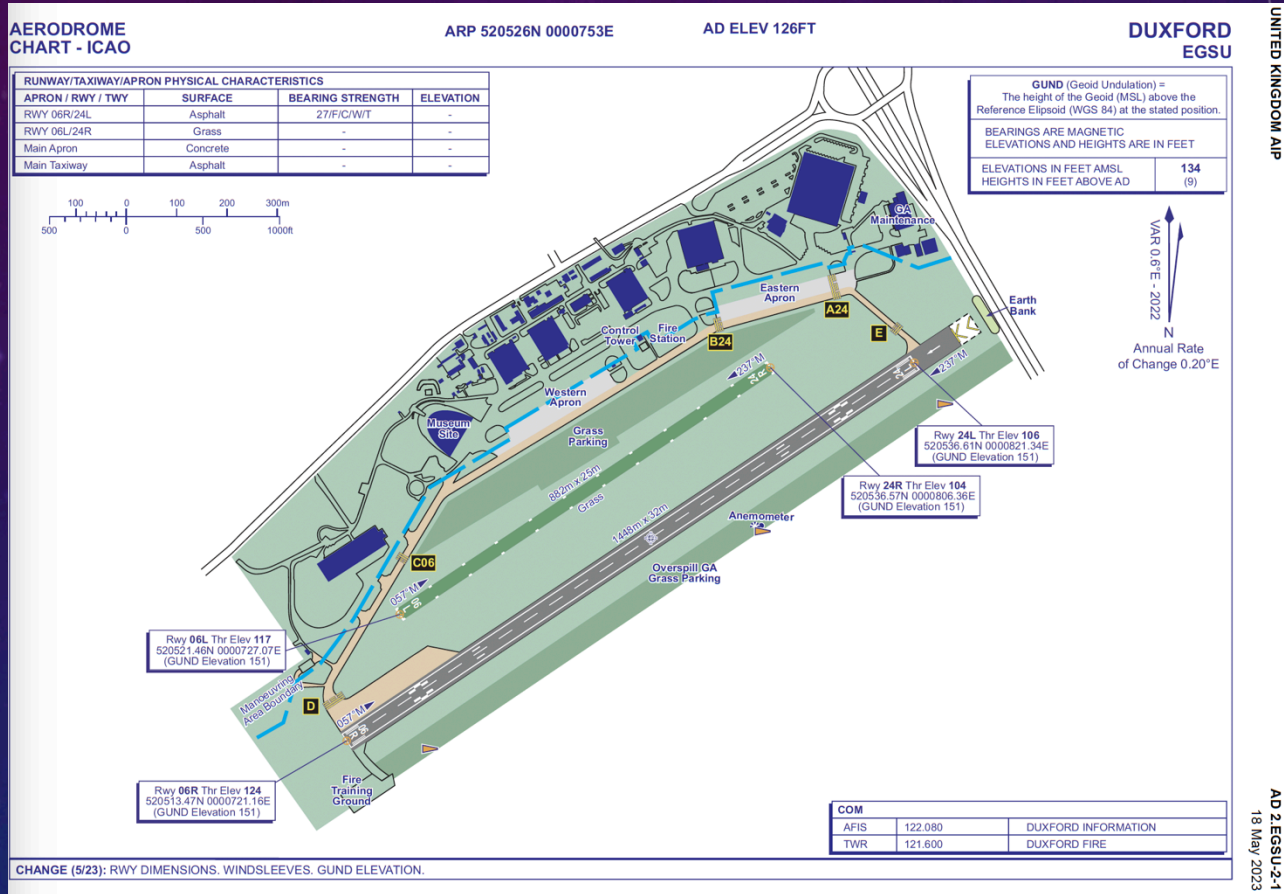 AERODROME
CHART - ICAO
ARP 520526N 0000753E
AD ELEV 126FT
DUXFORD
EGSU
UNITED KINGDOM AIP
RUNWAY/TAXIWAY/APRON PHYSICAL CHARACTERISTICS
APRON / RWY / TWY SURFACE BEARING STRENGTH ELEVATION
RWY 06R/24L Asphalt 27/F/C/W/T -
RWY 06L/24R Grass - -
Main Apron Concrete - -
Main Taxiway Asphalt - -
100 0 100 200 300m
500 0 500 1000ft
GUND (Geoid Undulation) =
The height of the Geoid (MSL) above the
Reference Elipsoid (WGS 84) at the stated position.
BEARINGS ARE MAGNETIC
ELEVATIONS AND HEIGHTS ARE IN FEET
ELEVATIONS IN FEET AMSL 134
HEIGHTS IN FEET ABOVE AD (9)
VAR 0.6°E - 2022
N
Annual Rate
of Change 0.20°E
GA
Maintenance
Earth
Bank
Eastern
Apron
A24
E
B24
Control
Tower
Fire
Station
237°M
24
R
237°M
24
L
Western
Apron
Museum
Site
Grass
Parking
882m x 25m
Grass
1448m x 32m
Anemometer
Overspill GA
Grass Parking
C06
057°M
06
L
Rwy 24L Thr Elev 106
520536.61N 0000821.34E
(GUND Elevation 151)
Rwy 24R Thr Elev 104
520536.57N 0000806.36E
(GUND Elevation 151)
Rwy 06L Thr Elev 117
520521.46N 0000727.07E
(GUND Elevation 151)
Manoeuvring
Area Boundary
D
057°M
06
R
Fire
Training
Ground
Rwy 06R Thr Elev 124
520513.47N 0000721.16E
(GUND Elevation 151)
COM
AFIS 122.080 DUXFORD INFORMATION
TWR 121.600 DUXFORD FIRE
CHANGE (5/23): RWY DIMENSIONS. WINDSLEEVES. GUND ELEVATION.
AD 2.EGSU-2-1
18 May 2023